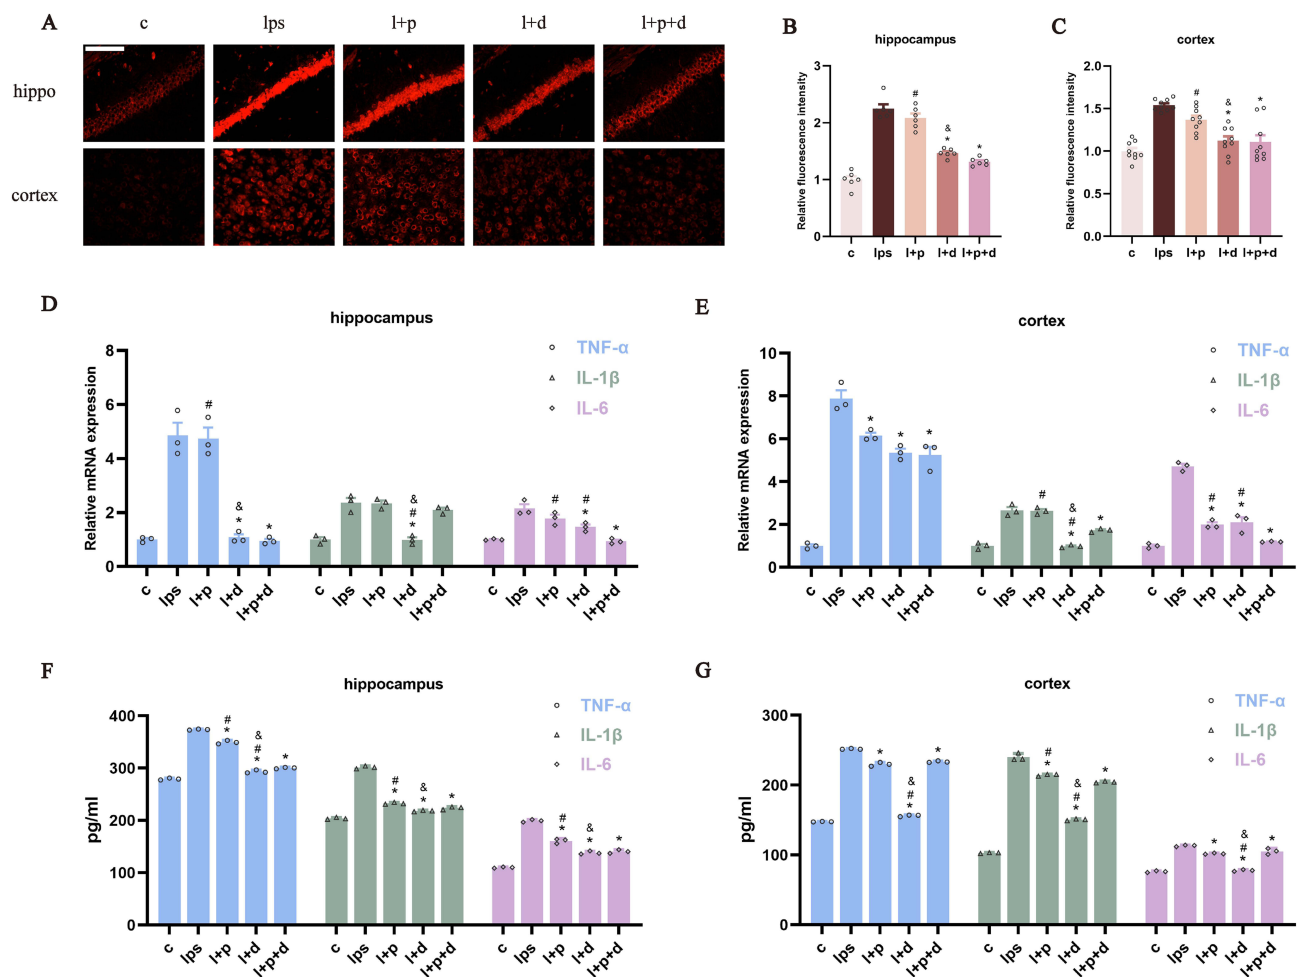 A
c lps l+p l+d l+p+d
hippo
cortex
B
hippocampus
Relative fluorescence intensity
3
2
1
0
#
&
*
*
c lps l+p l+d l+p+d
C
cortex
Relative fluorescence intensity
2.0
1.5
1.0
0.5
0.0
#
&
*
*
c lps l+p l+d l+p+d
D
hippocampus
Relative mRNA expression
8
6
4
2
0
TNF-α
IL-1β
IL-6
#
&
*
*
&
#
*
#
#
*
*
c lps l+p l+d l+p+d c lps l+p l+d l+p+d c lps l+p l+d l+p+d
E
cortex
Relative mRNA expression
10
8
6
4
2
0
TNF-α
IL-1β
IL-6
*
*
*
#
&
#
*
*
#
*
#
*
*
c lps l+p l+d l+p+d c lps l+p l+d l+p+d c lps l+p l+d l+p+d
F
hippocampus
pg/ml
400
300
200
100
0
TNF-α
IL-1β
IL-6
#
*
&
#
*
*
#
*
&
*
*
#
*
&
*
*
c lps l+p l+d l+p+d c lps l+p l+d l+p+d c lps l+p l+d l+p+d
G
cortex
pg/ml
300
200
100
0
TNF-α
IL-1β
IL-6
*
&
#
*
*
#
*
&
#
*
*
*
&
#
*
*
c lps l+p l+d l+p+d c lps l+p l+d l+p+d c lps l+p l+d l+p+d